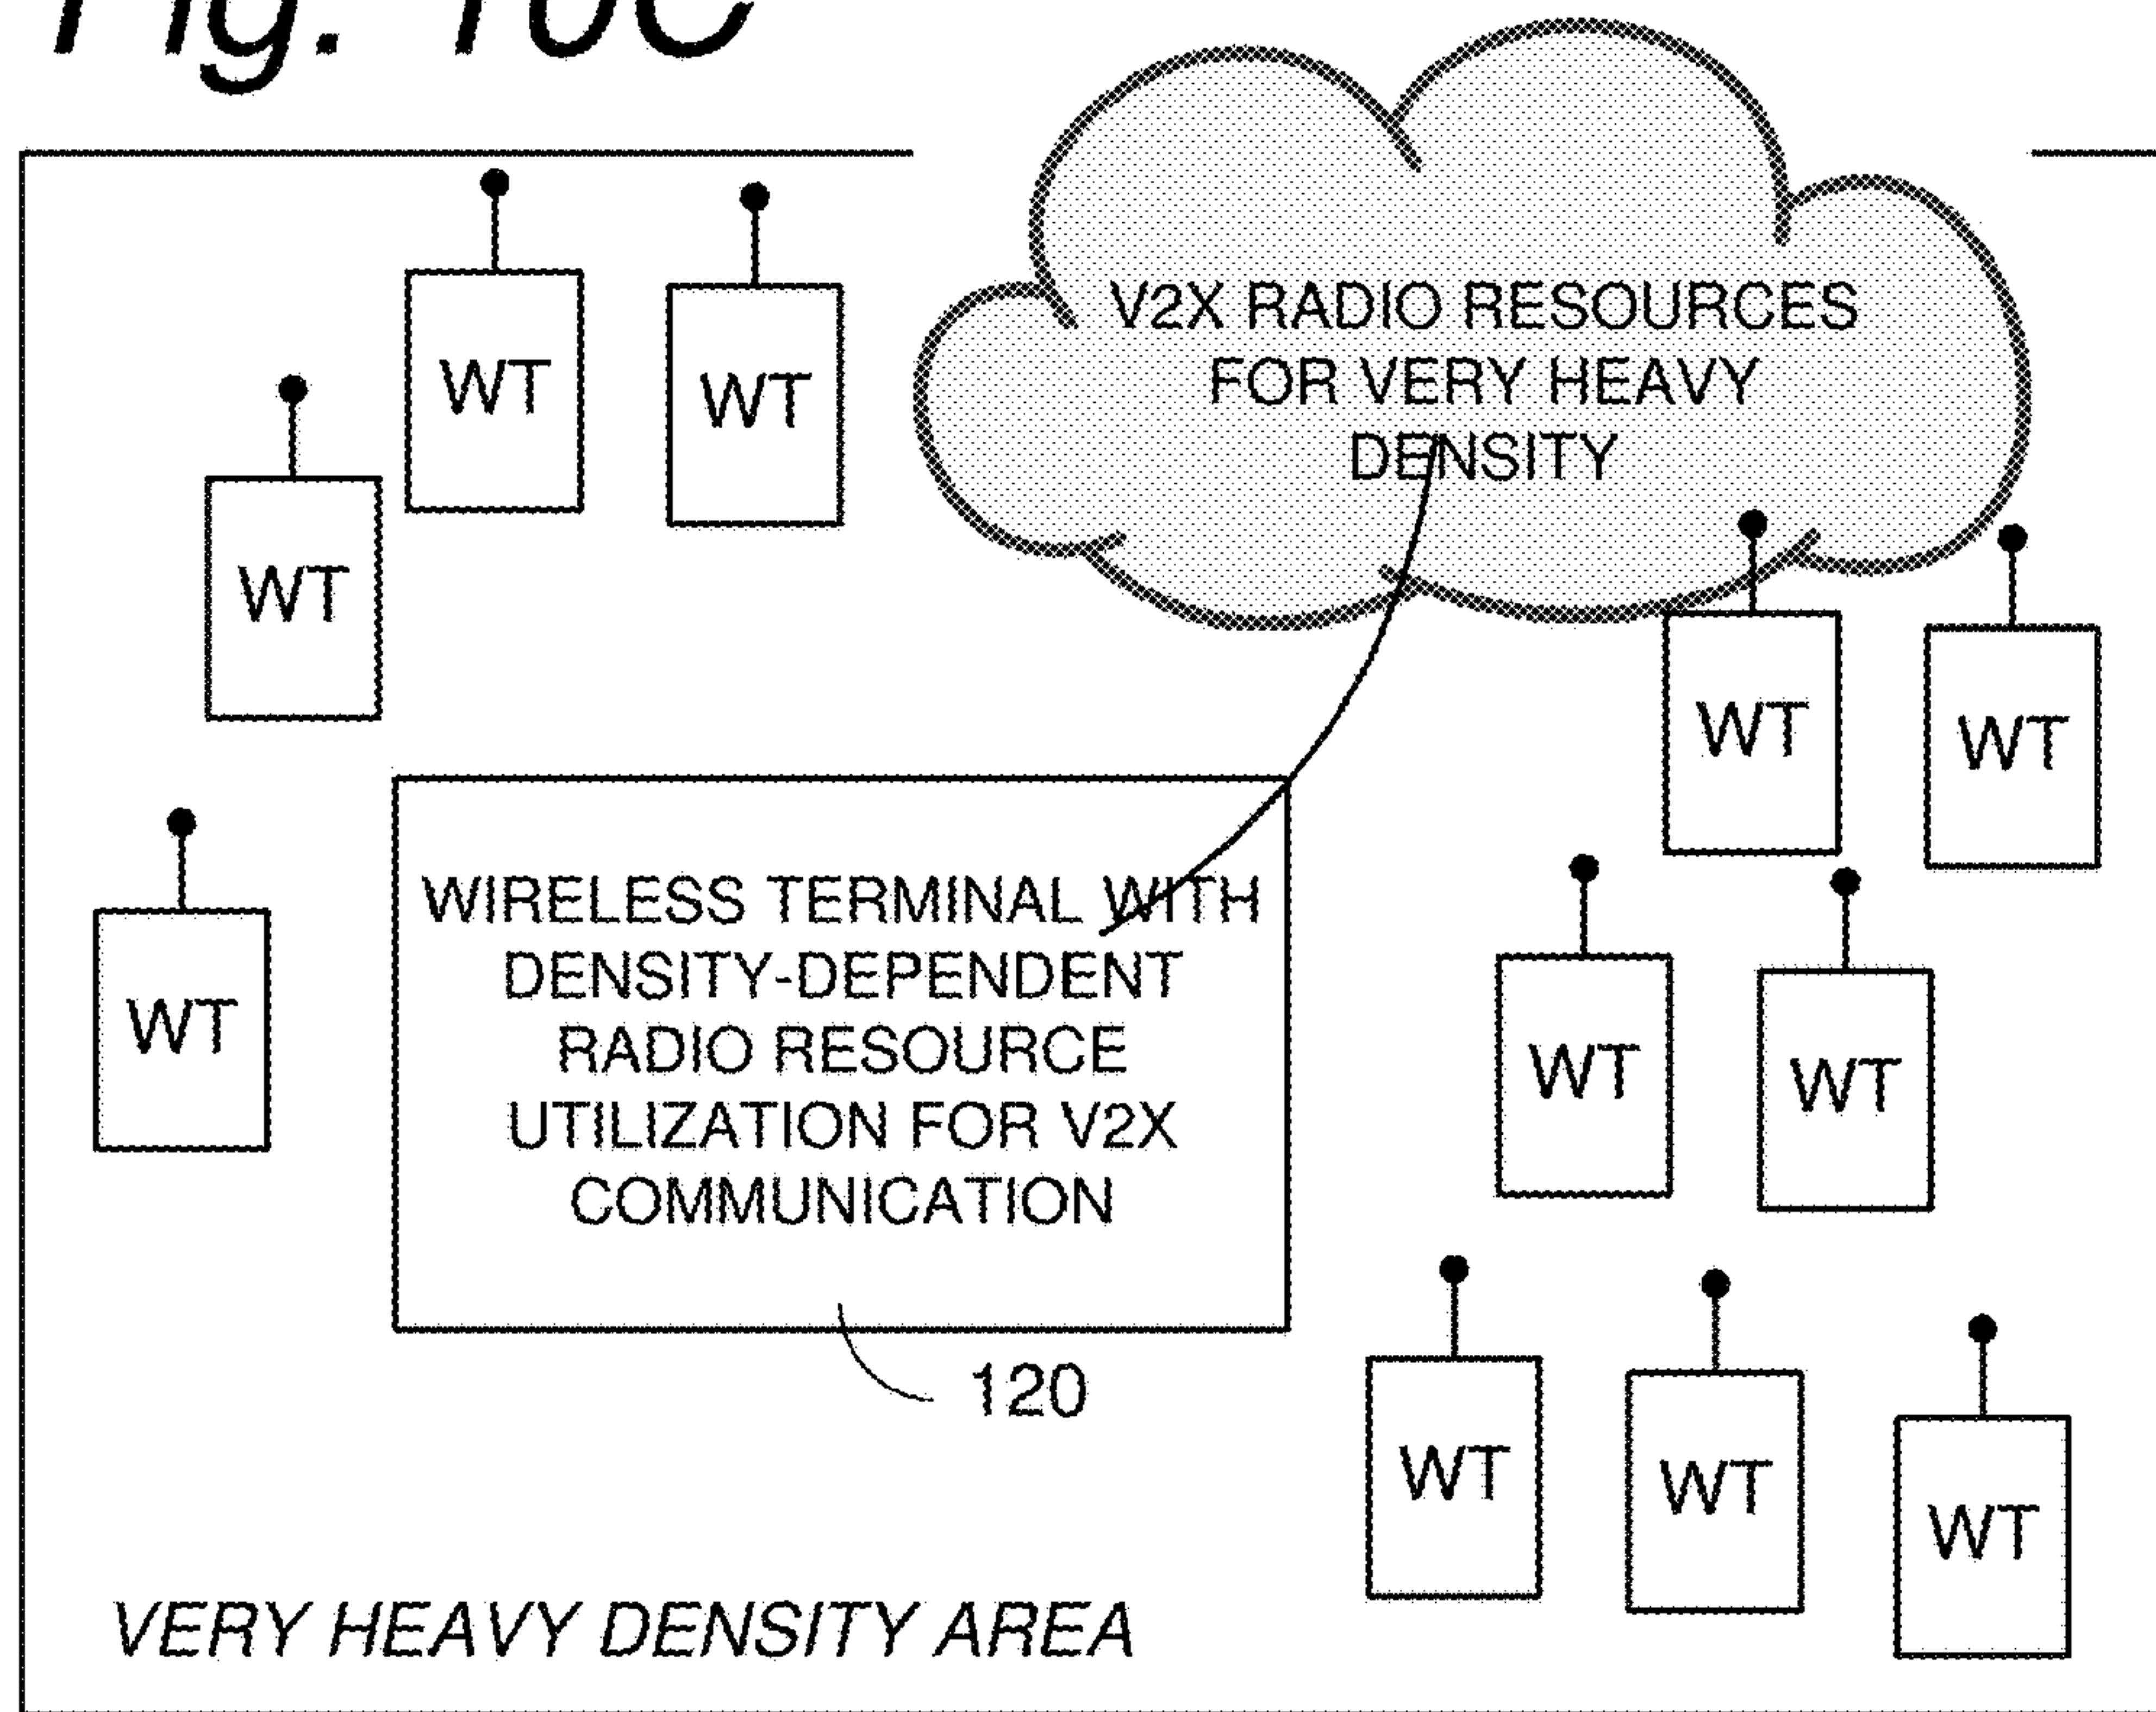 Fig. 10C
V2X RADIO RESOURCES
FOR VERY HEAVY
DENSITY
WT
WT
WT
WT
WT
WT
WIRELESS TERMINAL WITH
DENSITY-DEPENDENT
RADIO RESOURCE
UTILIZATION FOR V2X
COMMUNICATION
WT
WT
WT
120
WT
WT
WT
VERY HEAVY DENSITY AREA